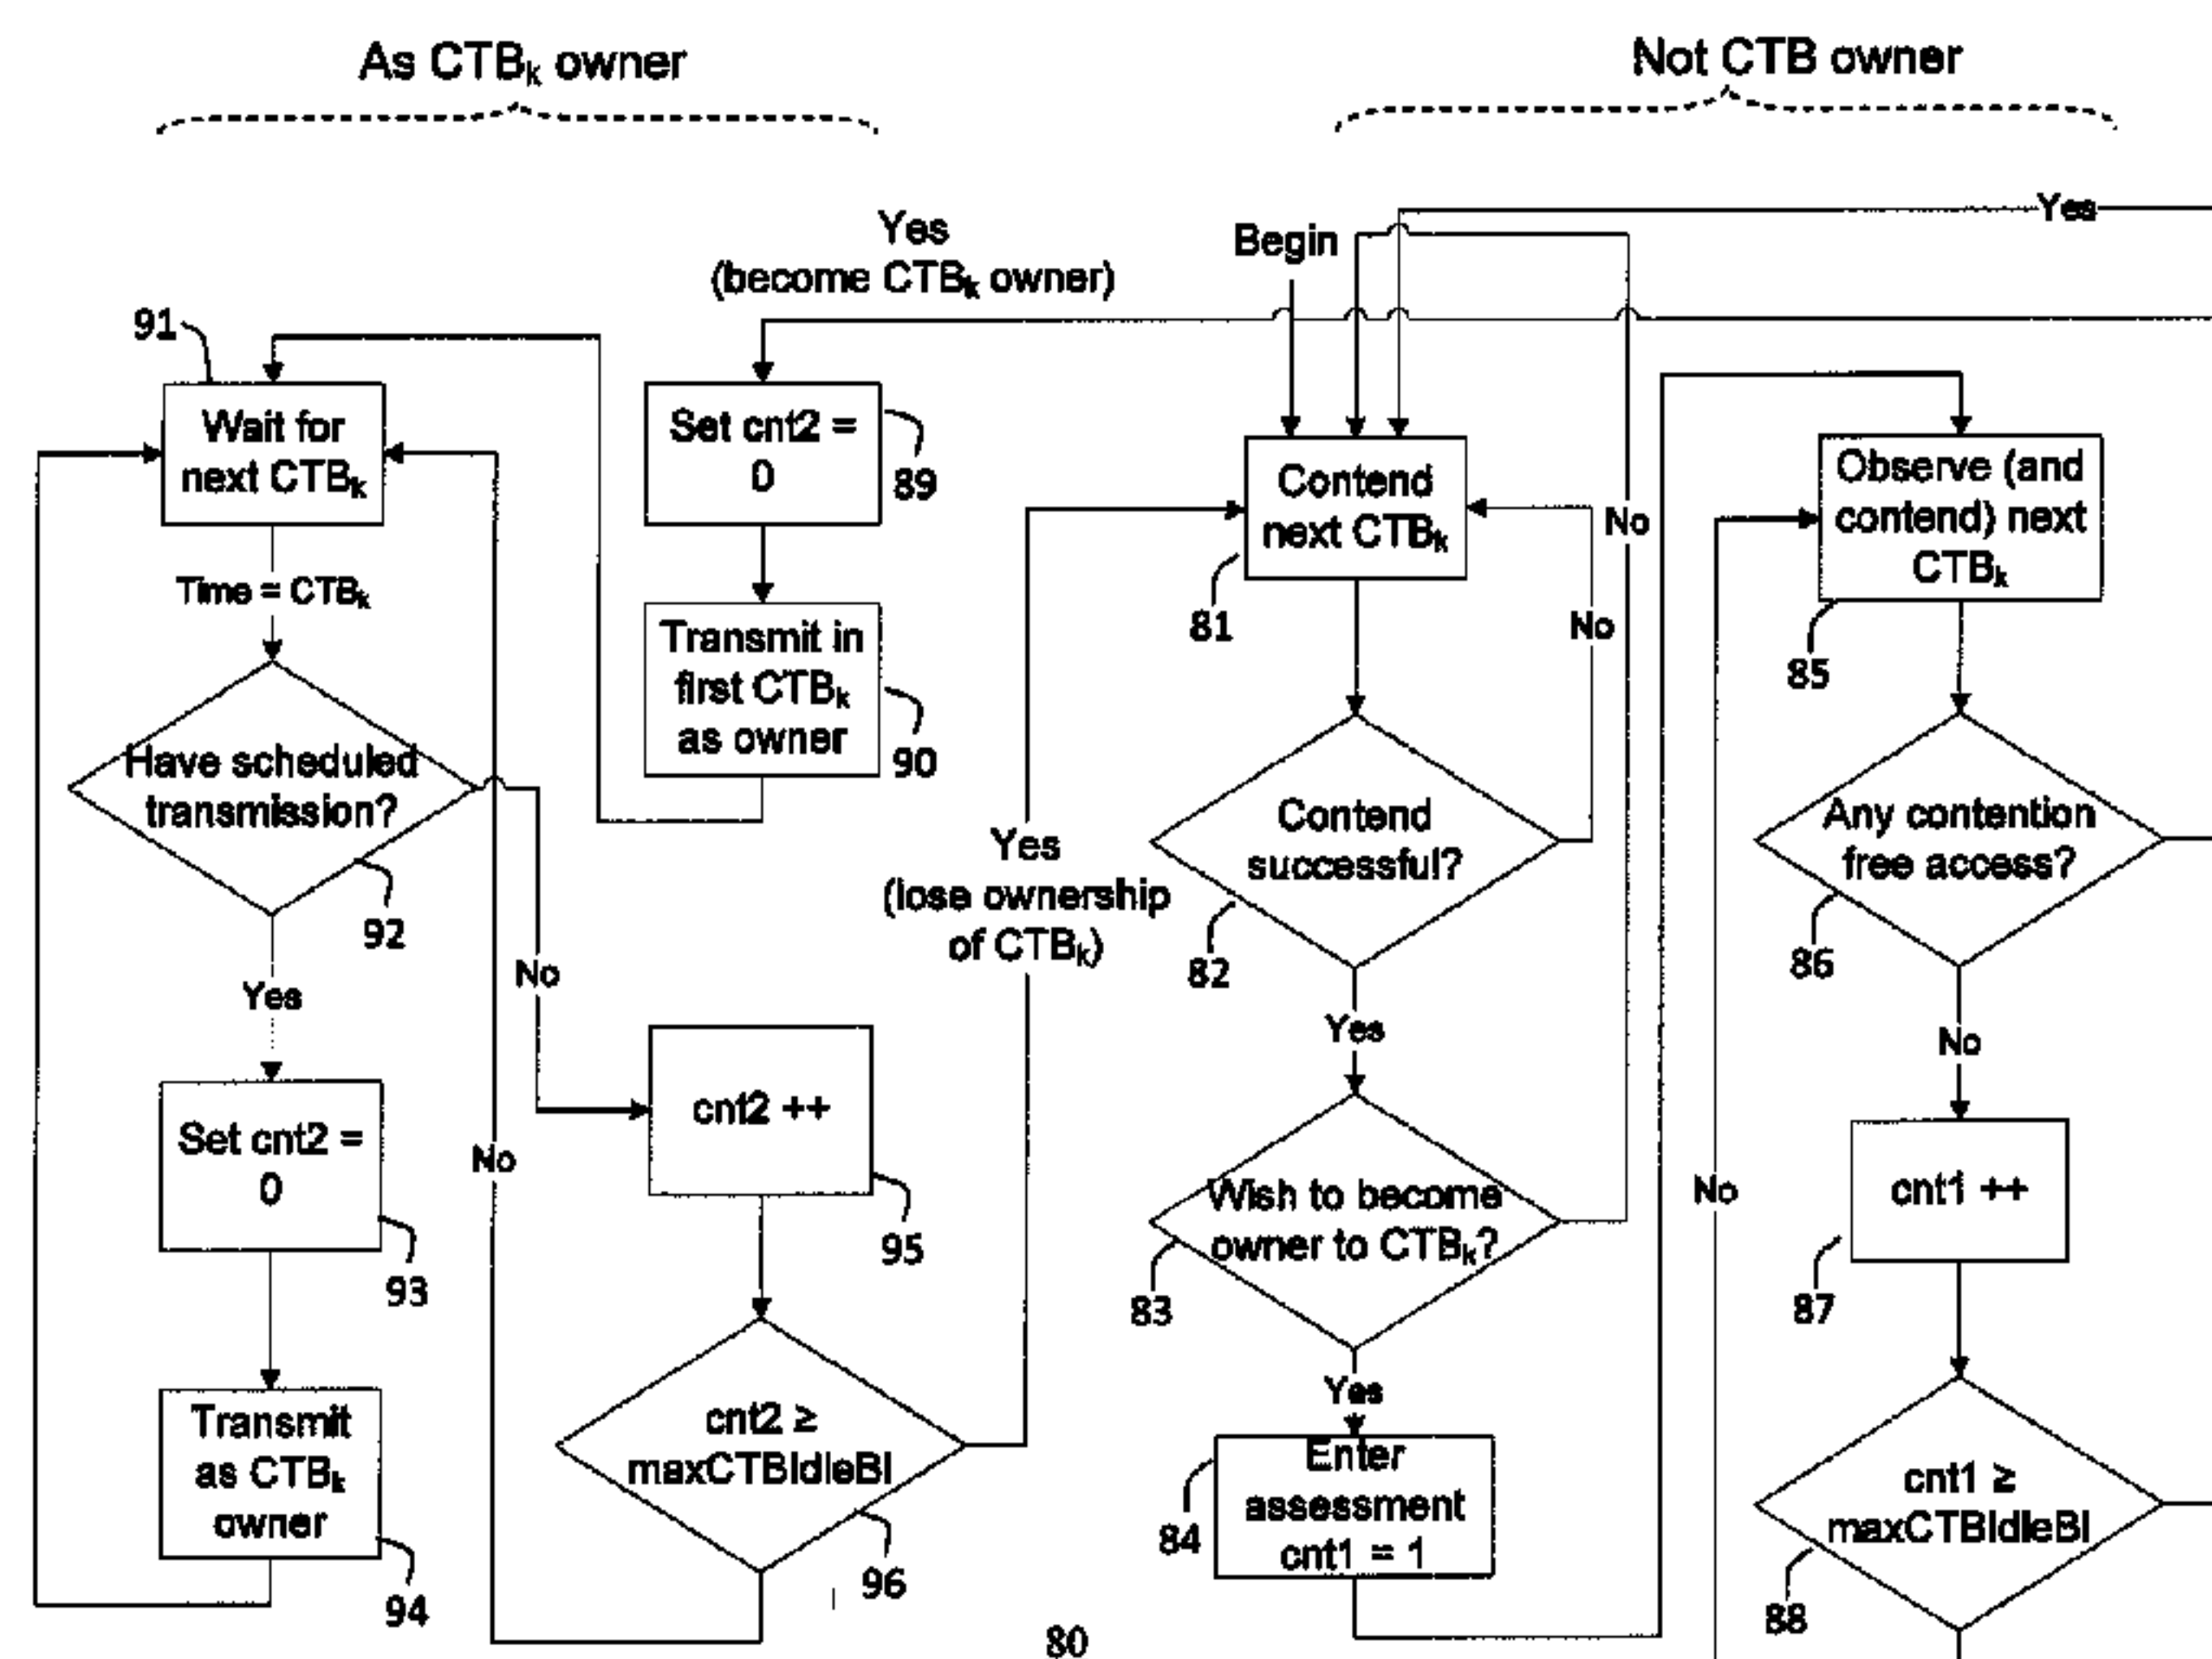 As CTBk owner
Not CTB owner
Yes
Yes
(become CTBk owner)
Begin
91
Wait for
next CTBk
Set cnt2 =
0
89
Contend
next CTBk
81
No
No
Observe (and
contend) next
CTBk
85
Time = CTBk
Transmit in
first CTBk
as owner
90
Have scheduled
transmission?
92
Yes
(lose ownership
of CTBk)
Contend
successful?
82
Any contention
free access?
86
Yes
No
Yes
No
Set cnt2 =
0
93
No
cnt2 ++
95
Wish to become
owner to CTBk?
83
No
cnt1 ++
87
Transmit
as CTBk
owner
94
cnt2 ≥
maxCTBIdleBI
96
Yes
Enter
assessment
cnt1 = 1
84
cnt1 ≥
maxCTBIdleBI
88
80